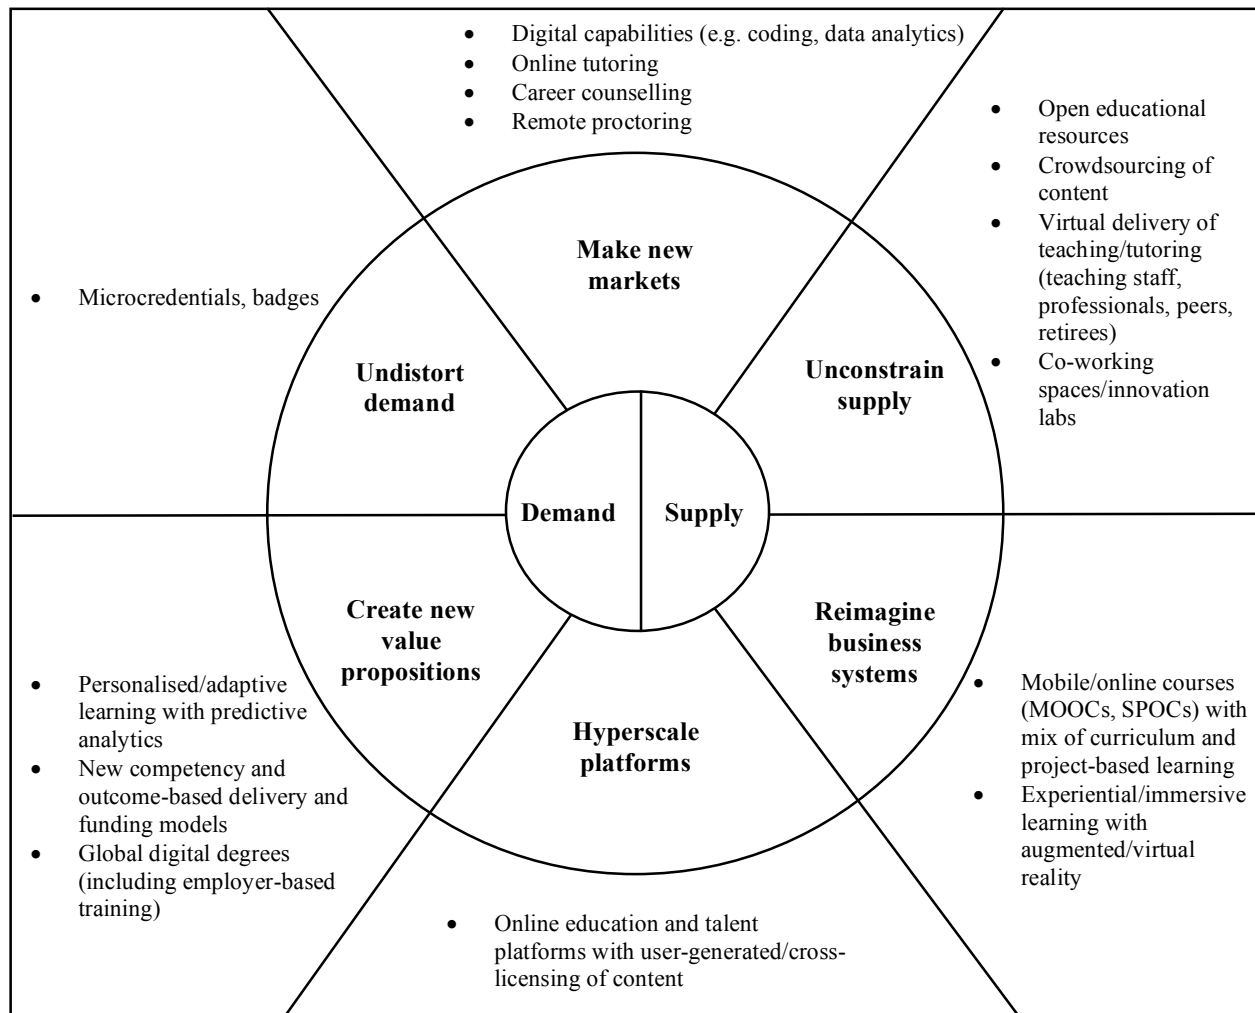 • Digital capabilities (e.g. coding, data analytics)
• Online tutoring
• Career counselling
• Remote proctoring
• Open educational
resources
• Crowdsourcing of
content
• Virtual delivery of
teaching/tutoring
(teaching staff,
professionals, peers,
retirees)
• Co-working
spaces/innovation
labs
• Microcredentials, badges
Make new
markets
Undistort
demand
Unconstrain
supply
Demand
Supply
Create new
value
propositions
Reimagine
business
systems
Hyperscale
platforms
• Personalised/adaptive
learning with predictive
analytics
• New competency and
outcome-based delivery and
funding models
• Global digital degrees
(including employer-based
training)
• Mobile/online courses
(MOOCs, SPOCs) with
mix of curriculum and
project-based learning
• Experiential/immersive
learning with
augmented/virtual
reality
• Online education and talent
platforms with user-generated/cross-
licensing of content